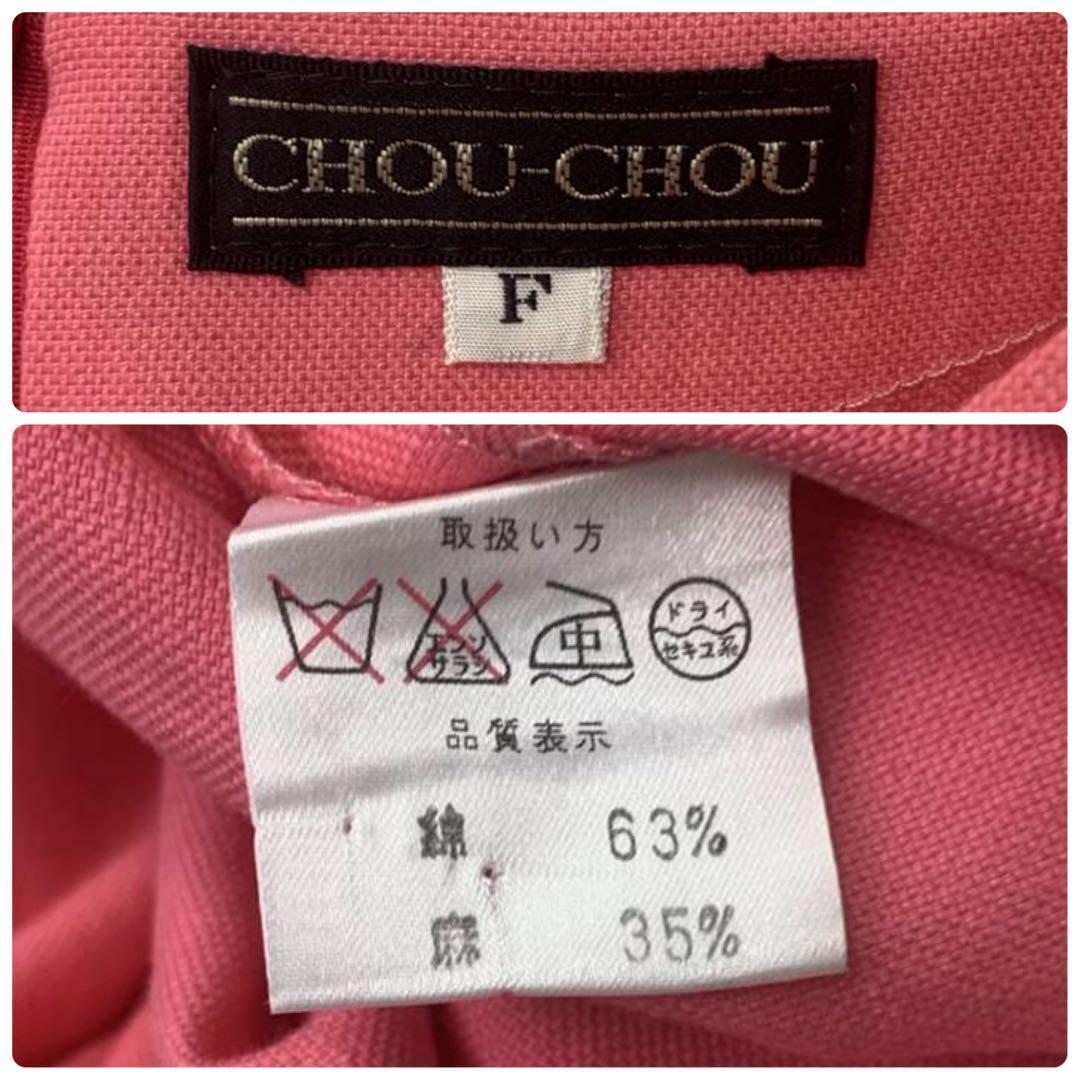 CHOU-CHOU
F
取扱い方
エンソ
サラシ
中
ドライ
セキユ系
品質表示
綿 63%
麻 35%